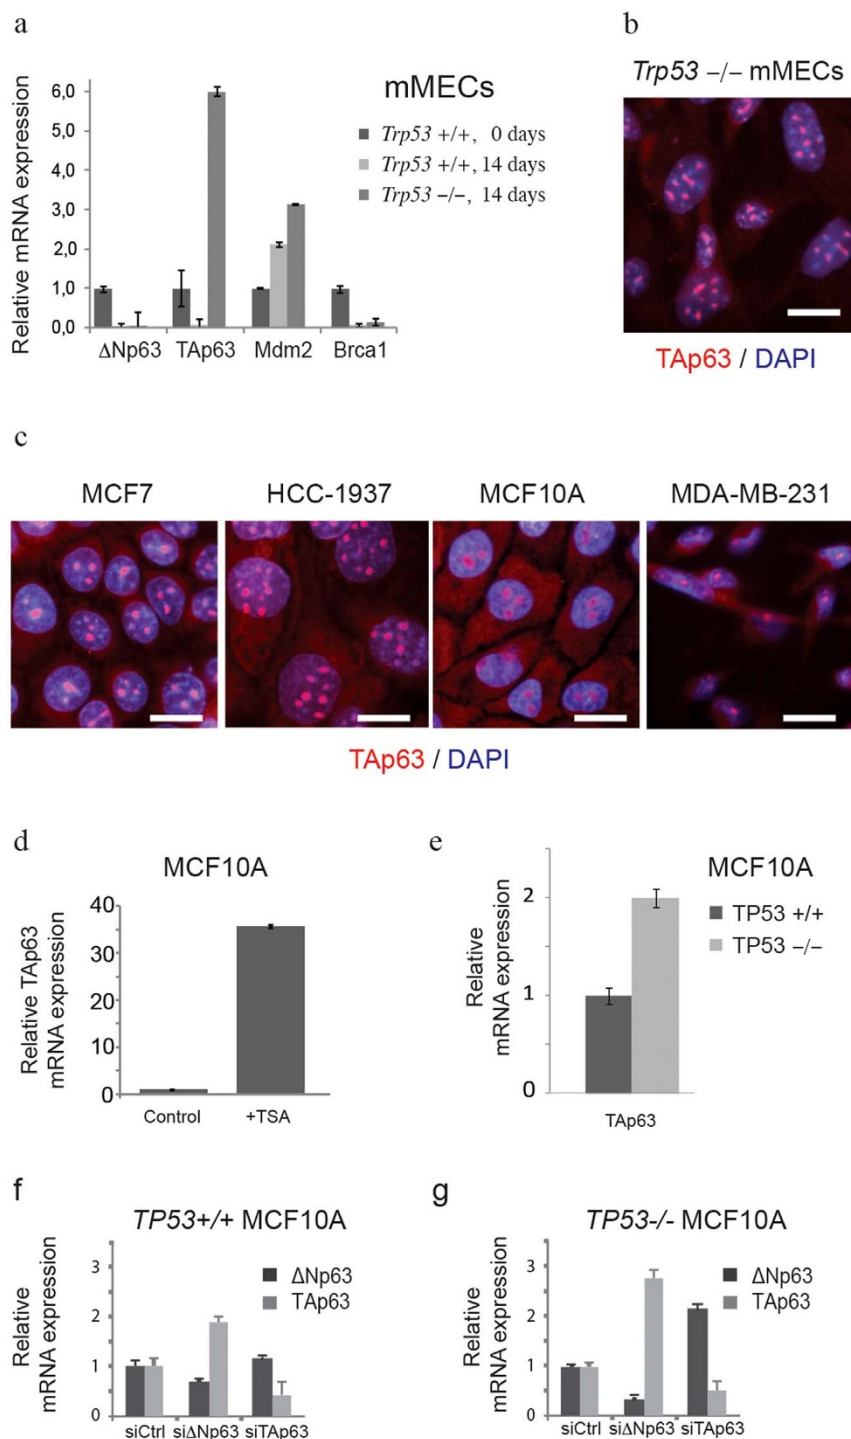 a
mMECs
Relative mRNA expression
6,0
5,0
4,0
3,0
2,0
1,0
0,0
Trp53 +/+, 0 days
Trp53 +/+, 14 days
Trp53 –/–, 14 days
ΔNp63 TAp63 Mdm2 Brca1
b
Trp53 –/– mMECs
TAp63 / DAPI
c
MCF7 HCC-1937 MCF10A MDA-MB-231
TAp63 / DAPI
d
MCF10A
Relative TAp63
mRNA expression
40
30
20
10
0
Control +TSA
e
MCF10A
Relative
mRNA expression
2
1
0
TP53 +/+
TP53 –/–
TAp63
f
TP53+/+ MCF10A
Relative
mRNA expression
3
2
1
0
ΔNp63
TAp63
siCtrl siΔNp63 siTAp63
g
TP53-/- MCF10A
Relative
mRNA expression
3
2
1
0
ΔNp63
TAp63
siCtrl siΔNp63 siTAp63